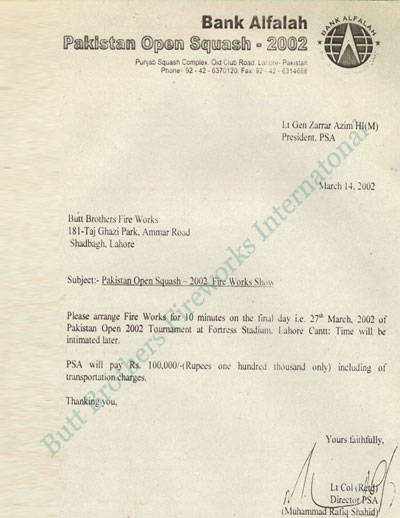 Bank Alfalah
BANK ALFALAH
Pakistan Open Squash - 2002
Punjab Squash Complex, Old Club Road, Lahore- Pakistan
Phone: 92 - 42 - 6370120. Fax: 92 - 42 - 6314668
Lt Gen Zarrar Azim HI(M)
President, PSA
March 14, 2002
Butt Brothers Fire Works
181-Taj Ghazi Park, Ammar Road
Shadbagh, Lahore
Subject:- Pakistan Open Squash – 2002 Fire Works Show
Please arrange Fire Works for 10 minutes on the final day i.e. 27th March, 2002 of
Pakistan Open 2002 Tournament at Fortress Stadium, Lahore Cantt: Time will be
intimated later.
PSA will pay Rs. 100,000/-(Rupees one hundred thousand only) including of
transportation charges.
Thanking you,
Yours faithfully,
Lt Col (Retd)
Director PSA
(Muhammad Rafiq Shahid)
Butt Brothers Fireworks Internatonal